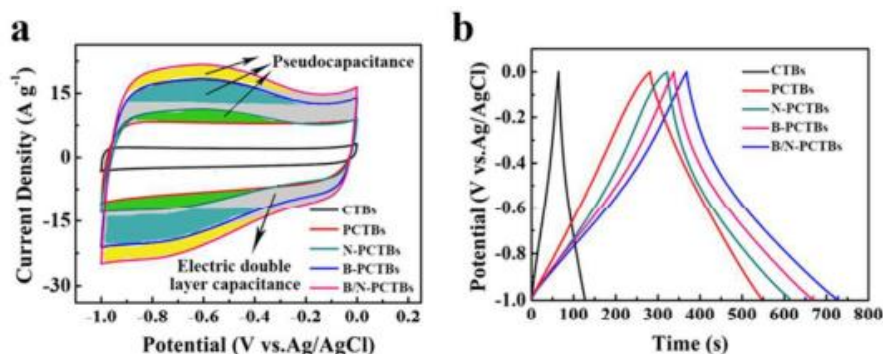 a
Current Density (A g⁻¹)
15
0
-15
-30
Pseudocapacitance
CTBs
PCTBs
N-PCTBs
B-PCTBs
B/N-PCTBs
Electric double
layer capacitance
-1.0 -0.8 -0.6 -0.4 -0.2 0.0 0.2
Potential (V vs.Ag/AgCl)
b
Potential (V vs.Ag/AgCl)
0.0
-0.2
-0.4
-0.6
-0.8
-1.0
CTBs
PCTBs
N-PCTBs
B-PCTBs
B/N-PCTBs
0 100 200 300 400 500 600 700 800
Time (s)